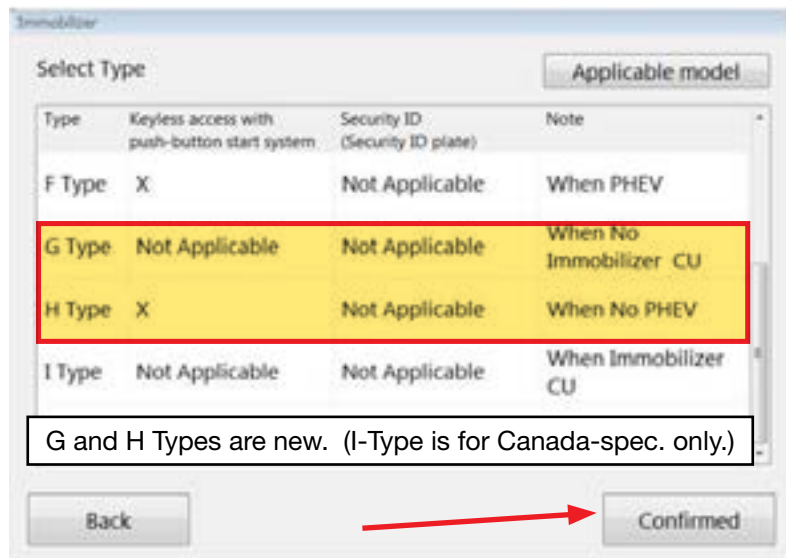 Immobilizer
Select Type
Applicable model
Type Keyless access with push-button start system Security ID (Security ID plate) Note
F Type X Not Applicable When PHEV
G Type Not Applicable Not Applicable When No Immobilizer CU
H Type X Not Applicable When No PHEV
I Type Not Applicable Not Applicable When Immobilizer CU
G and H Types are new. (I-Type is for Canada-spec. only.)
Back
Confirmed